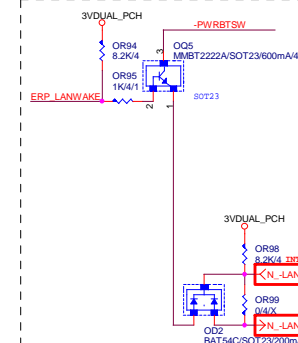 3VDUAL_PCH
-PWRBTSW
OR94
8.2K/4
OQ5
MMBT2222A/SOT23/600mA/4
3
OR95
1K/4/1
SOT23
ERP_LANWAKE
2
1
3VDUAL_PCH
OR98
8.2K/4
N_-LAN
OR99
0/4/X
N_-LAN
OD2
BAT54C/SOT23/200m